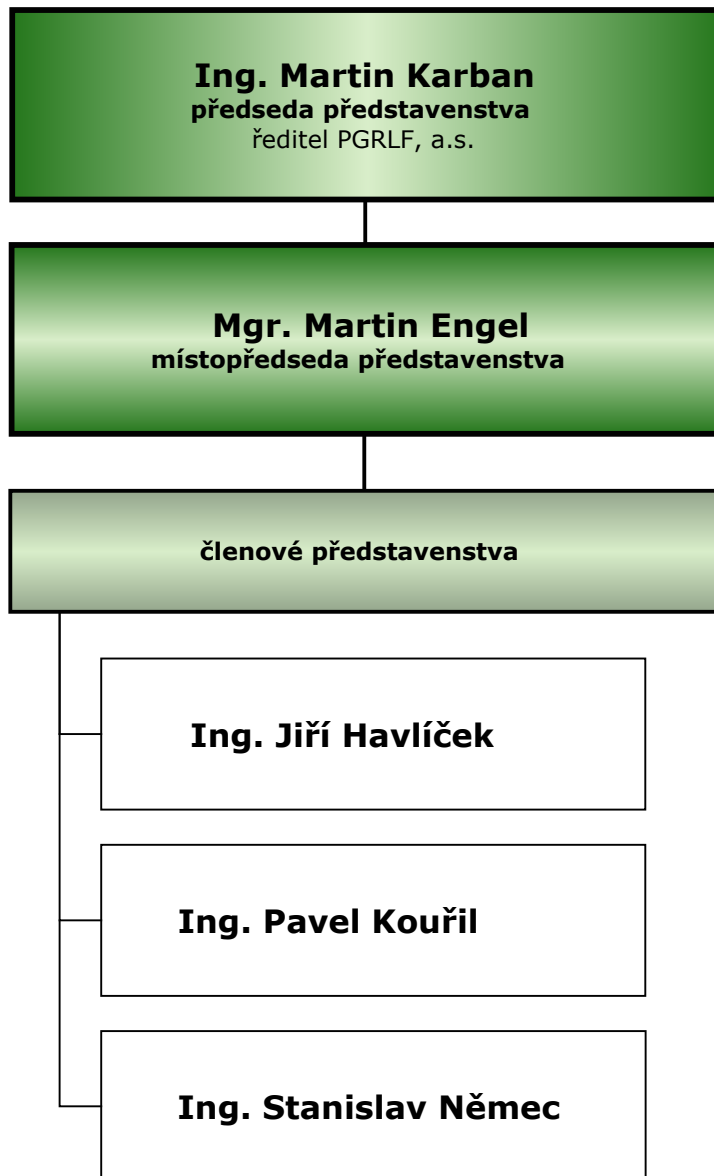 Ing. Martin Karban
předseda představenstva
ředitel PGRLF, a.s.
Mgr. Martin Engel
místopředseda představenstva
členové představenstva
Ing. Jiří Havlíček
Ing. Pavel Kouřil
Ing. Stanislav Němec